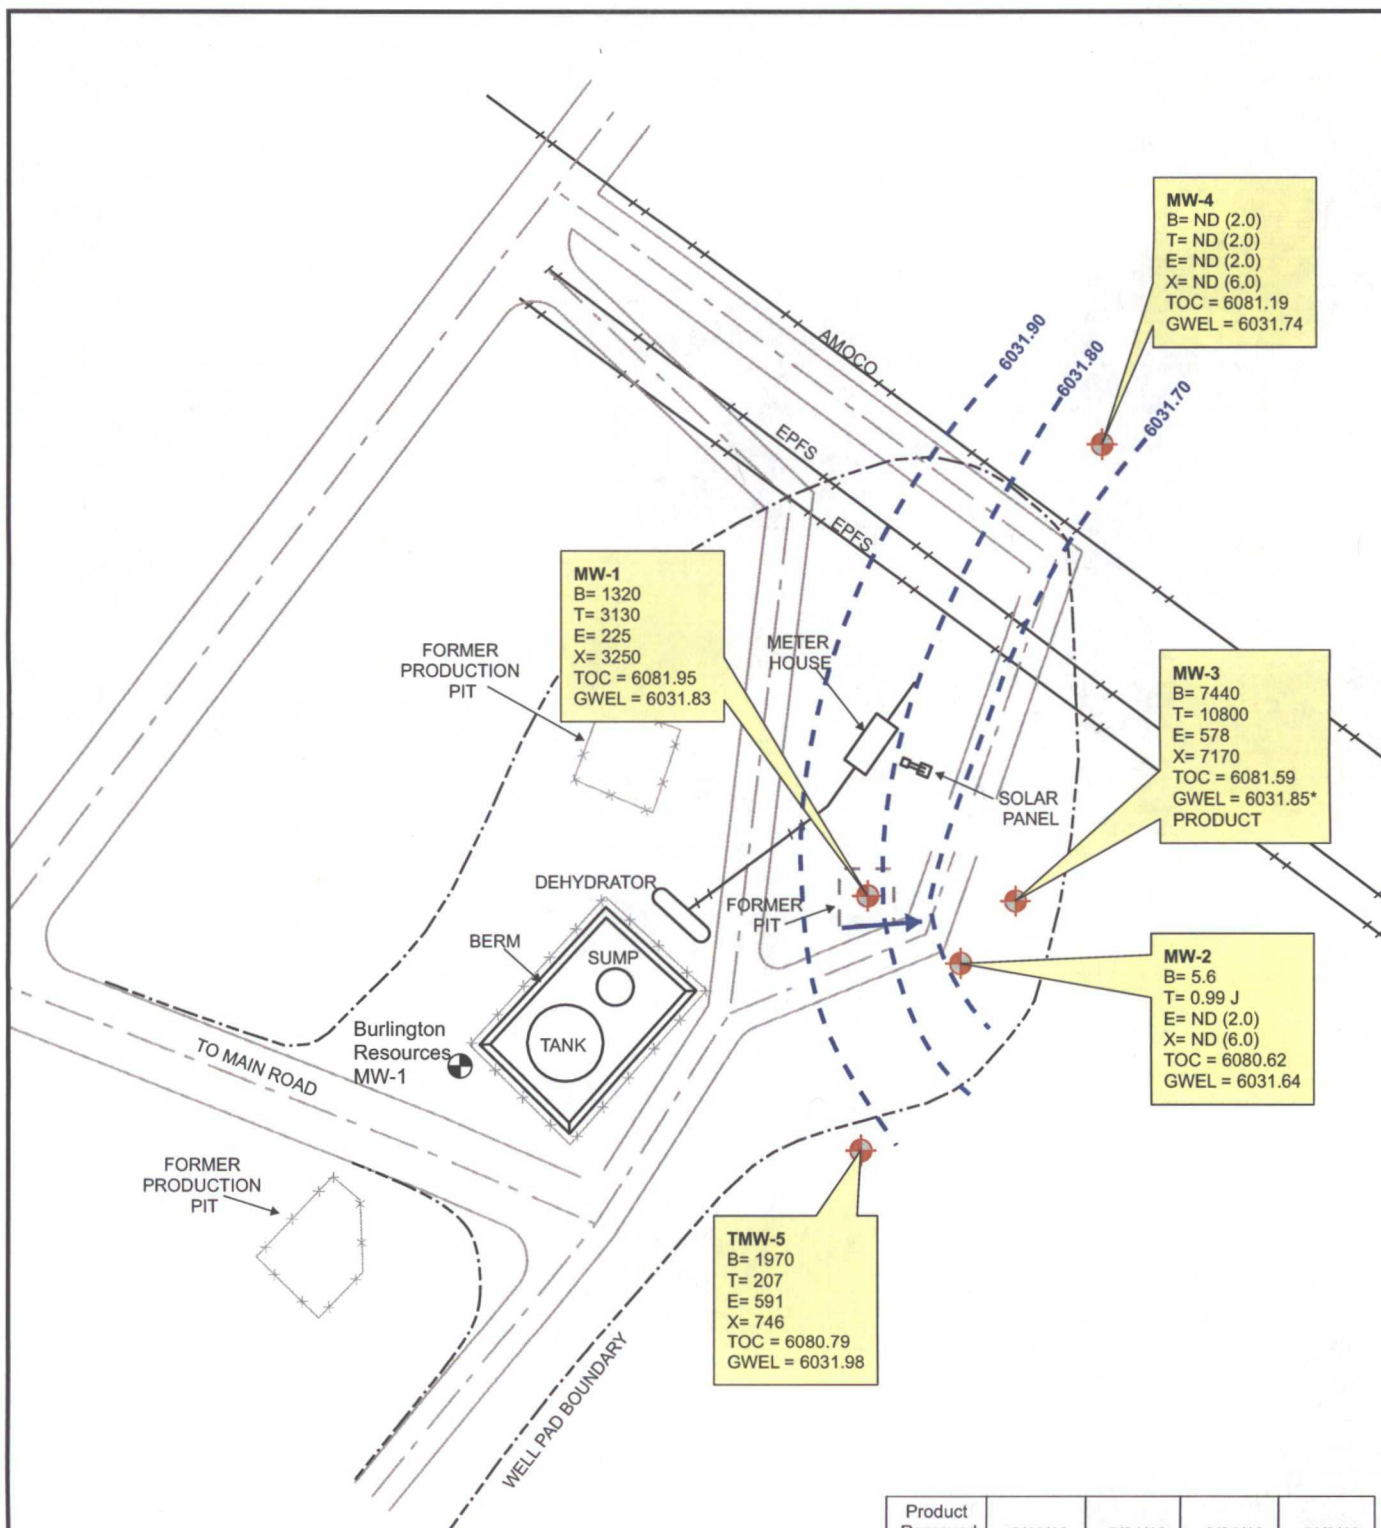 MW-4
B= ND (2.0)
T= ND (2.0)
E= ND (2.0)
X= ND (6.0)
TOC = 6081.19
GWEL = 6031.74
6031.90
6031.80
6031.70
AMOCO
EPFS
EPFS
MW-1
B= 1320
T= 3130
E= 225
X= 3250
TOC = 6081.95
GWEL = 6031.83
FORMER
PRODUCTION
PIT
METER
HOUSE
MW-3
B= 7440
T= 10800
E= 578
X= 7170
TOC = 6081.59
GWEL = 6031.85*
PRODUCT
SOLAR
PANEL
DEHYDRATOR
FORMER
PIT
BERM
SUMP
TANK
MW-2
B= 5.6
T= 0.99 J
E= ND (2.0)
X= ND (6.0)
TOC = 6080.62
GWEL = 6031.64
Burlington
Resources
MW-1
TO MAIN ROAD
FORMER
PRODUCTION
PIT
TMW-5
B= 1970
T= 207
E= 591
X= 746
TOC = 6080.79
GWEL = 6031.98
WELL PAD BOUNDARY
Product